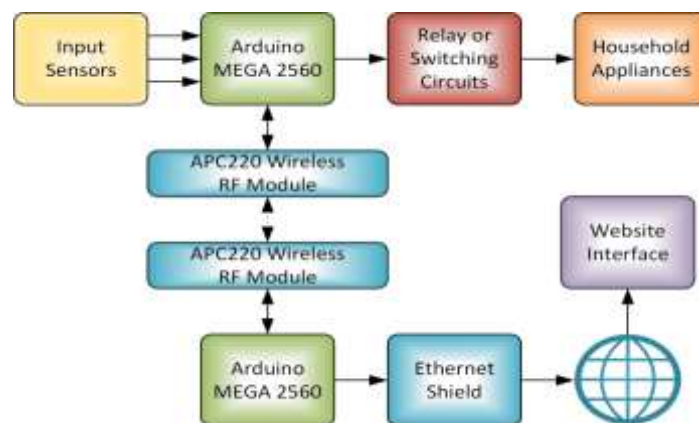 Input
Sensors
Arduino
MEGA 2560
Relay or
Switching
Circuits
Household
Appliances
APC220 Wireless
RF Module
APC220 Wireless
RF Module
Website
Interface
Arduino
MEGA 2560
Ethernet
Shield